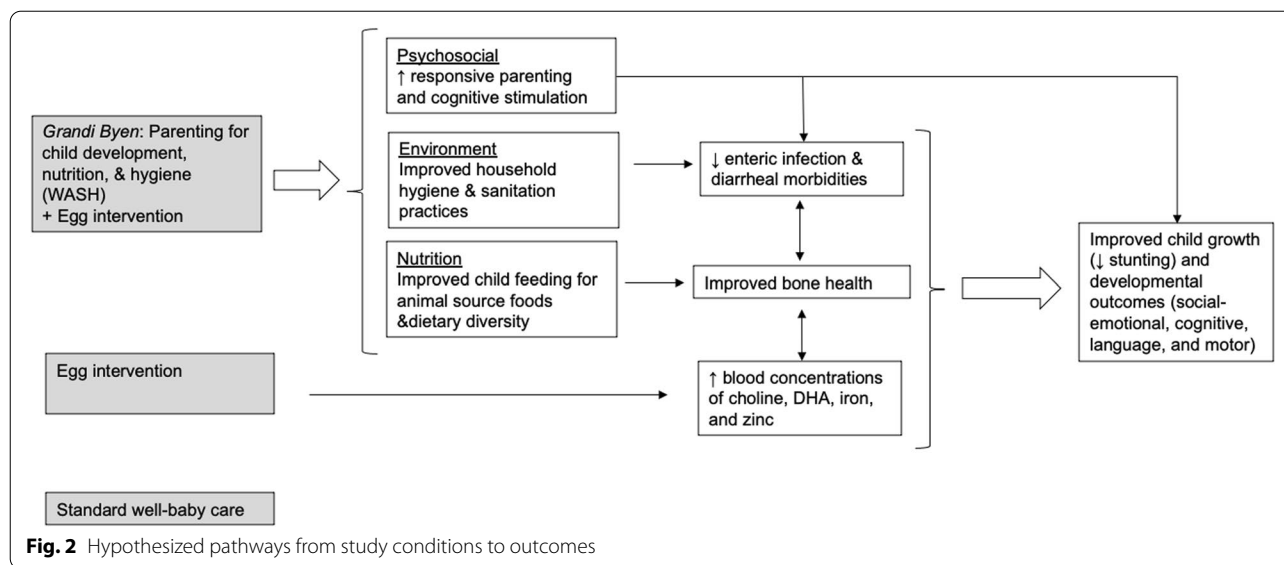 Psychosocial
↑ responsive parenting
and cognitive stimulation
Grandi Byen: Parenting for
child development,
nutrition, & hygiene
(WASH)
+ Egg intervention
Environment
Improved household
hygiene & sanitation
practices
↓ enteric infection &
diarrheal morbidities
Nutrition
Improved child feeding for
animal source foods
&dietary diversity
Improved bone health
Improved child growth
(↓ stunting) and
developmental
outcomes (social-
emotional, cognitive,
language, and motor)
Egg intervention
↑ blood concentrations
of choline, DHA, iron,
and zinc
Standard well-baby care
Fig. 2 Hypothesized pathways from study conditions to outcomes